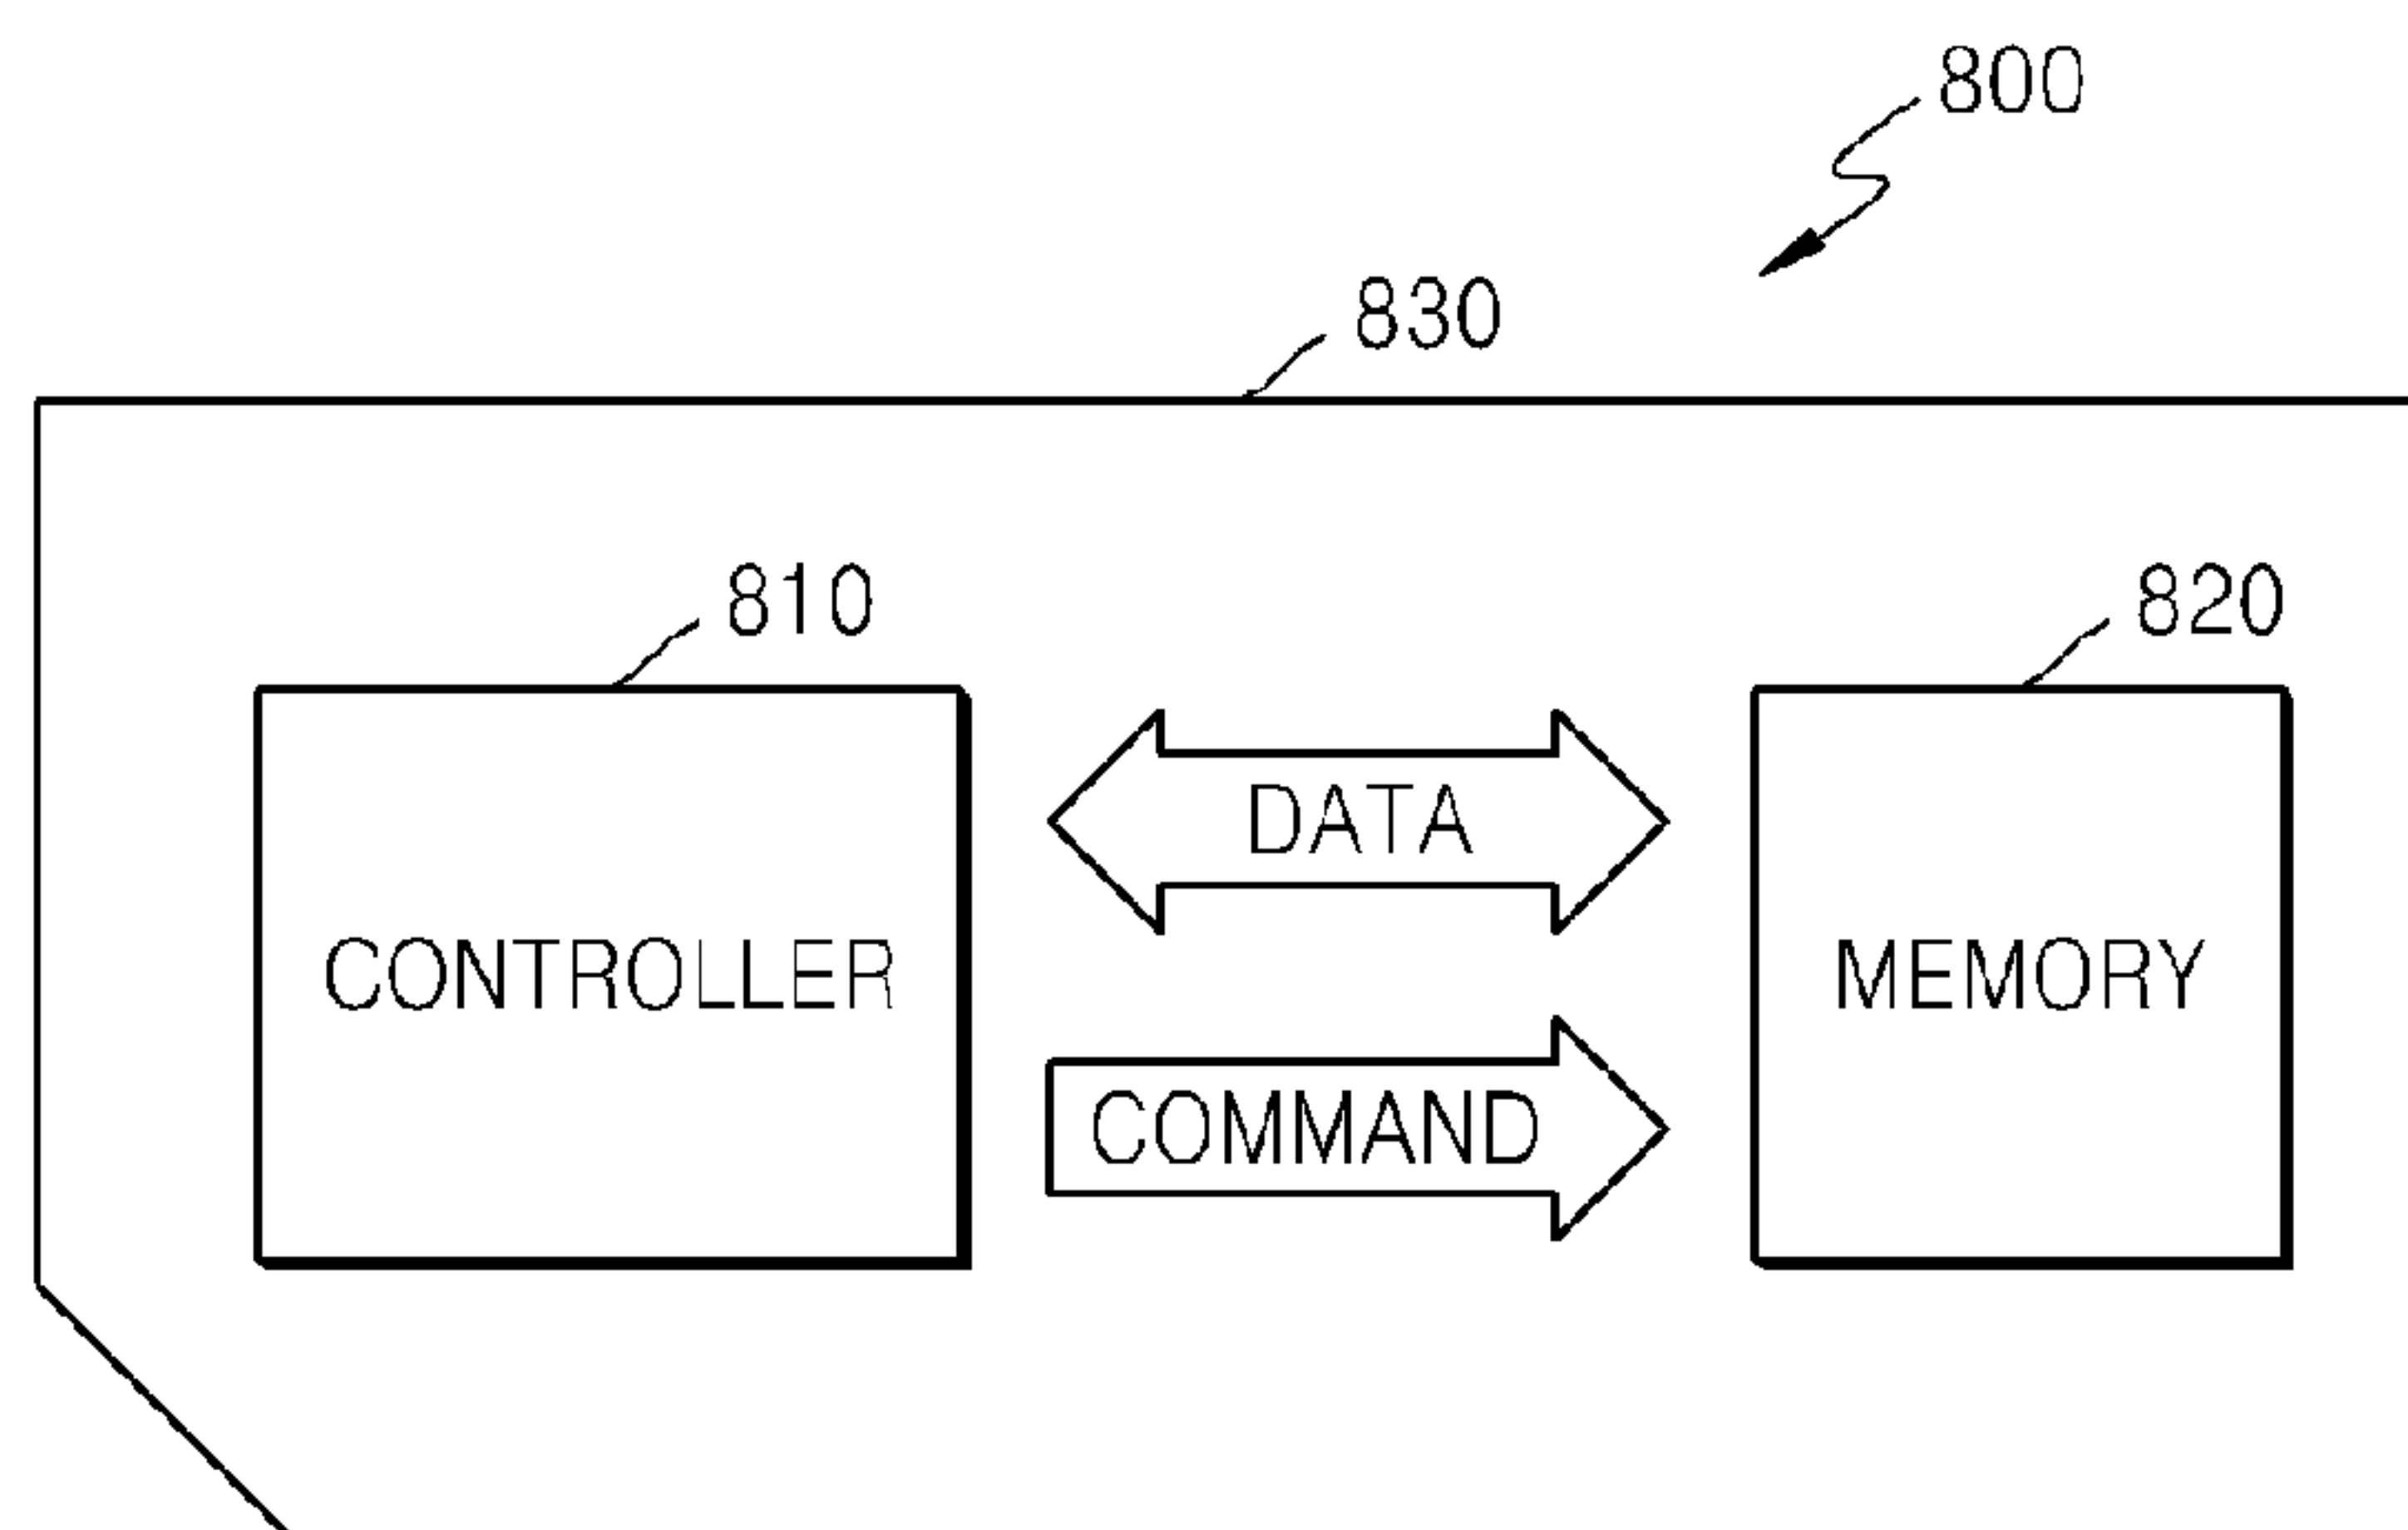 800
830
810
820
DATA
CONTROLLER
MEMORY
COMMAND